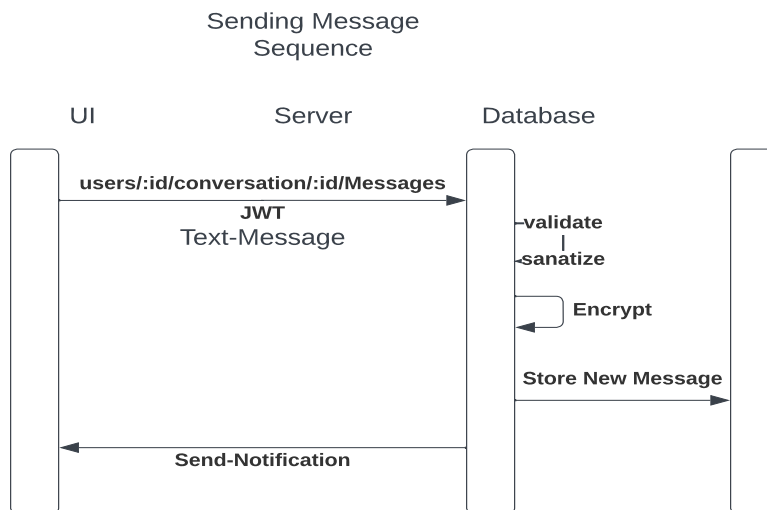 Sending Message
Sequence
UI
Server
Database
users/:id/conversation/:id/Messages
JWT
Text-Message
validate
sanatize
Encrypt
Store New Message
Send-Notification